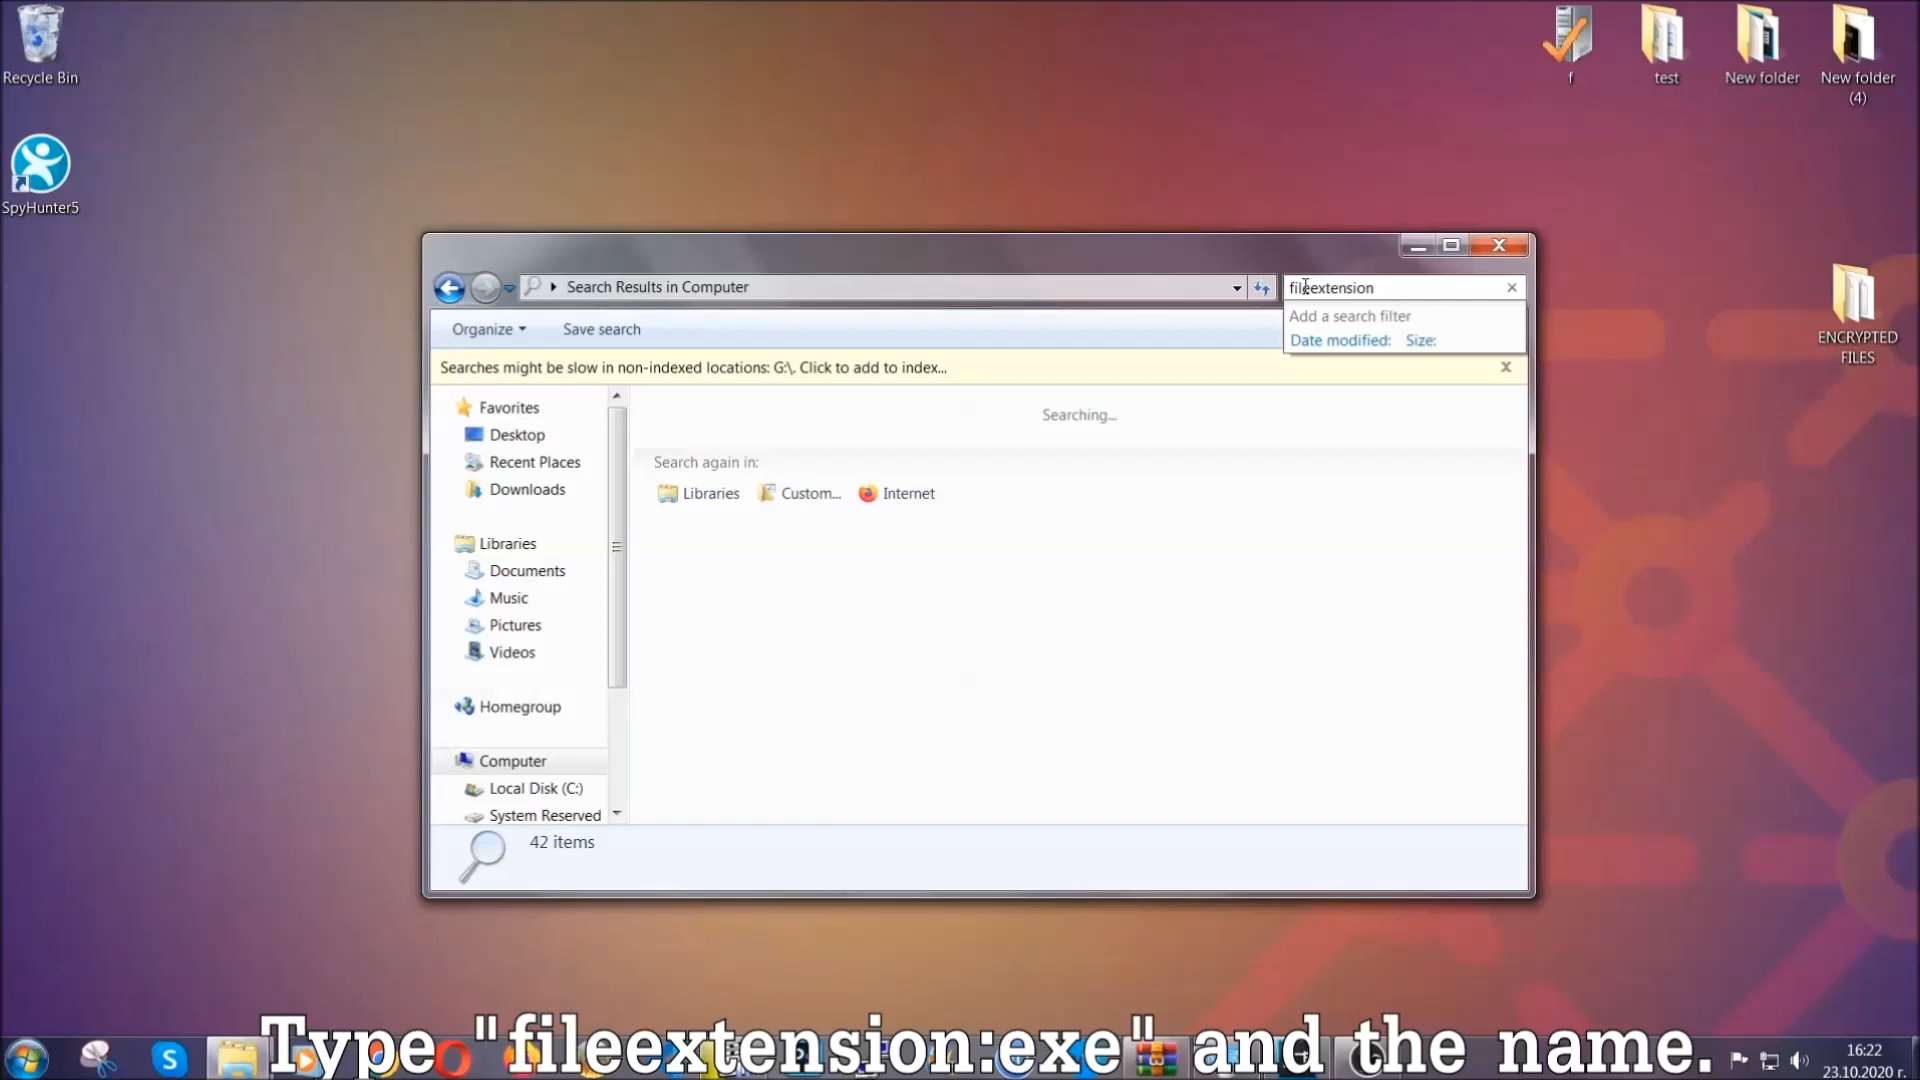 Recycle Bin
SpyHunter5
f
test
New folder
New folder
(4)
ENCRYPTED
FILES
Search Results in Computer
fileextension
Add a search filter
Date modified: Size:
Organize
Save search
Searches might be slow in non-indexed locations: G:\. Click to add to index...
Favorites
Desktop
Recent Places
Downloads
Libraries
Documents
Music
Pictures
Videos
Homegroup
Computer
Local Disk (C:)
System Reserved
Searching...
Search again in:
Libraries
Custom...
Internet
42 items
Type "fileextension:exe" and the name.
16:22
23.10.2020 г.